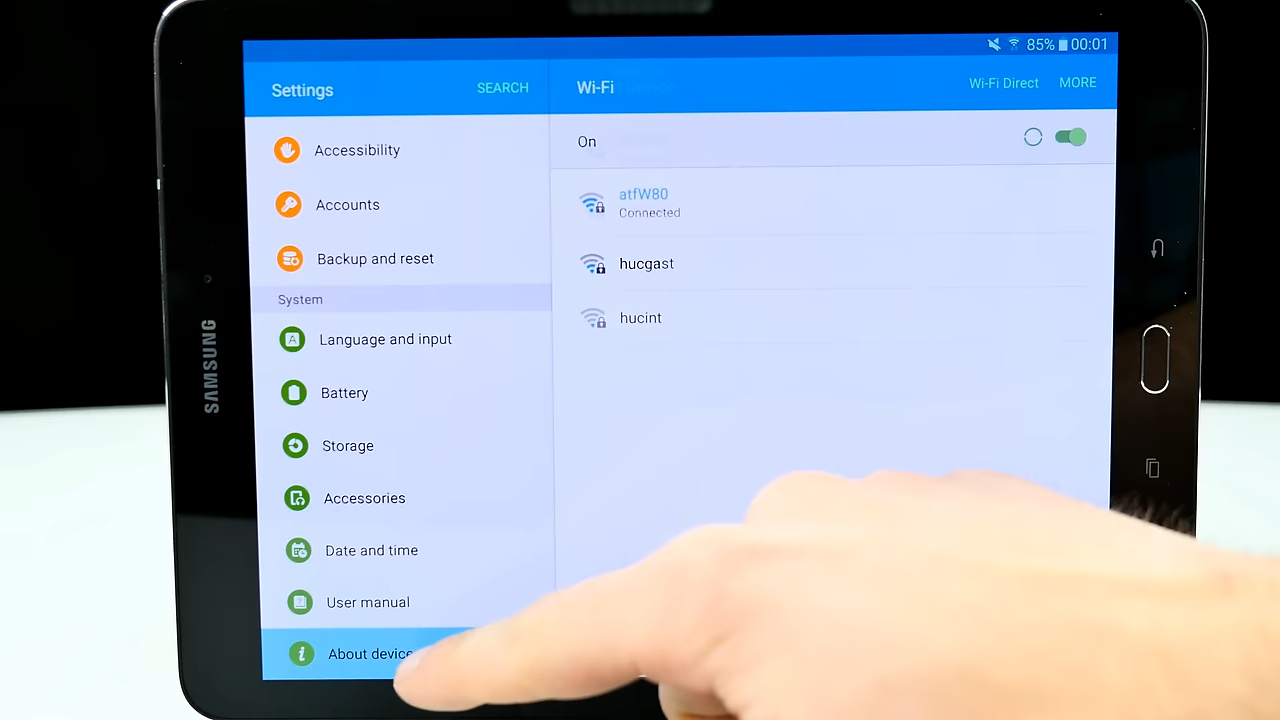 85% 00:01
Settings SEARCH
Wi-Fi Wi-Fi Direct MORE
On
Accessibility
Accounts
Backup and reset
System
Language and input
Battery
Storage
Accessories
Date and time
User manual
About device
atfW80
Connected
hucgast
hucint
SAMSUNG